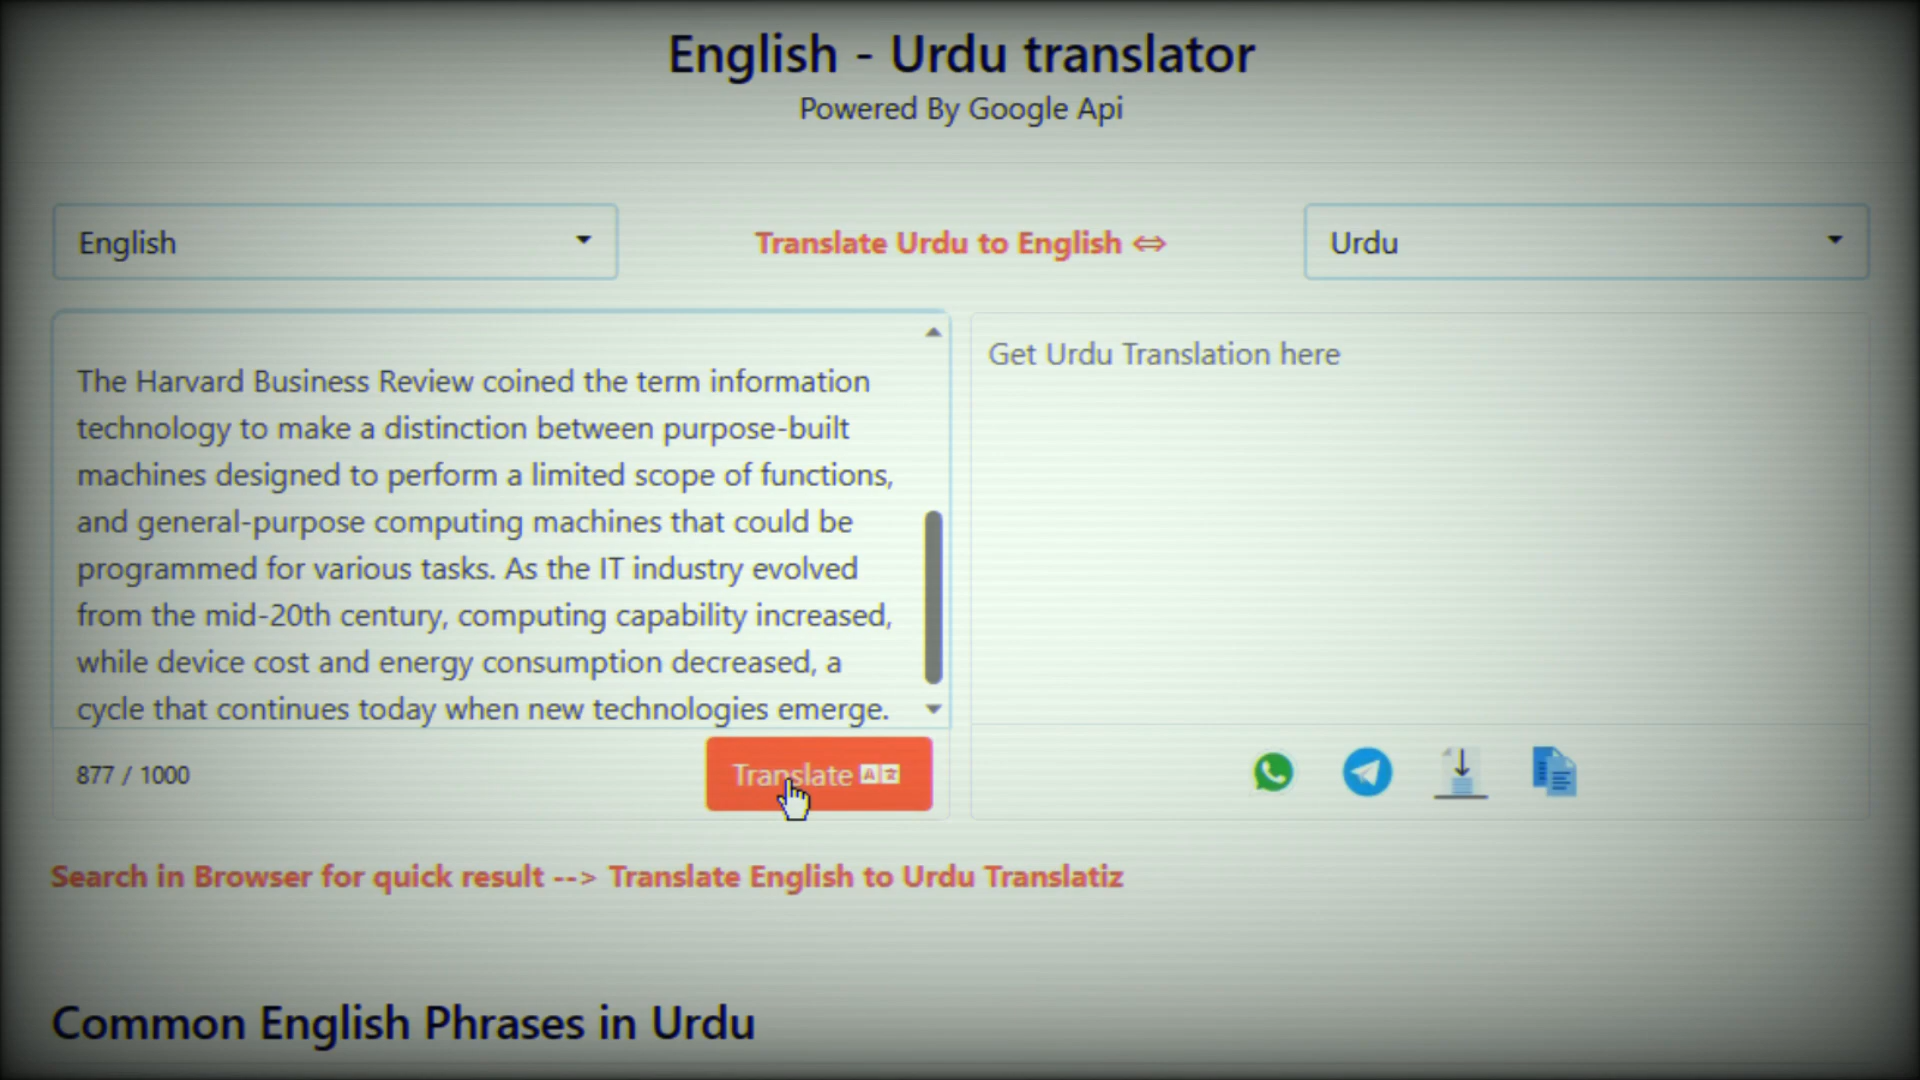 English - Urdu translator
Powered By Google Api
English
Translate Urdu to English ⇔
Urdu
The Harvard Business Review coined the term information
technology to make a distinction between purpose-built
machines designed to perform a limited scope of functions,
and general-purpose computing machines that could be
programmed for various tasks. As the IT industry evolved
from the mid-20th century, computing capability increased,
while device cost and energy consumption decreased, a
cycle that continues today when new technologies emerge.
Get Urdu Translation here
877 / 1000
Translate
Search in Browser for quick result --> Translate English to Urdu Translatiz
Common English Phrases in Urdu